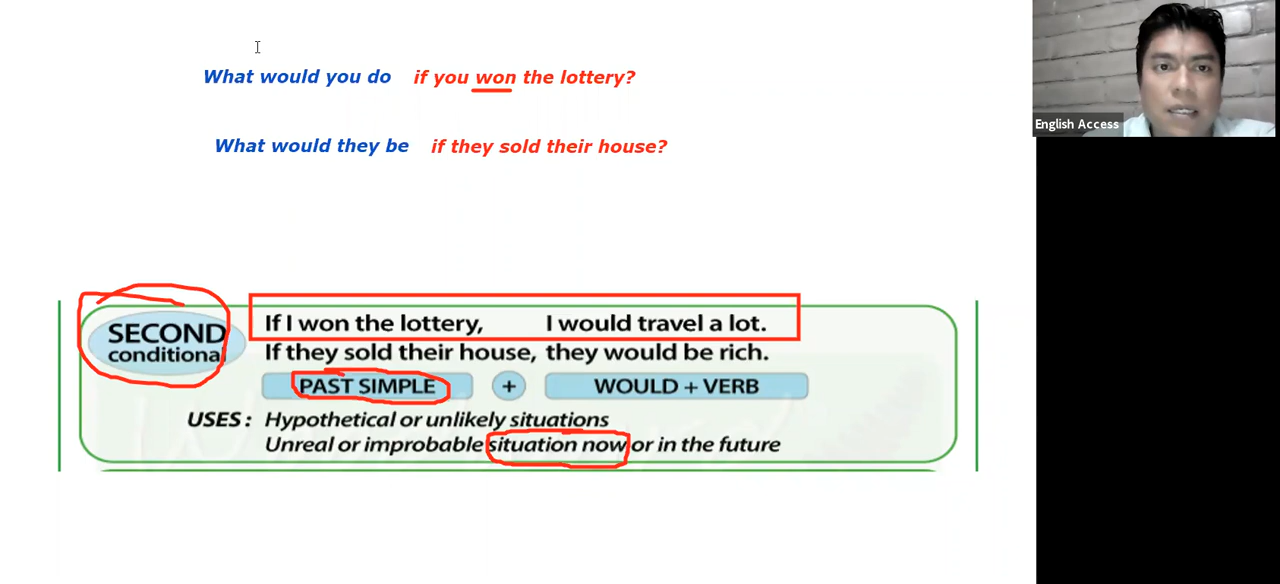 What would you do if you won the lottery?
English Access
What would they be if they sold their house?
SECOND
conditional
If I won the lottery, I would travel a lot.
If they sold their house, they would be rich.
PAST SIMPLE + WOULD + VERB
USES: Hypothetical or unlikely situations
Unreal or improbable situation now or in the future